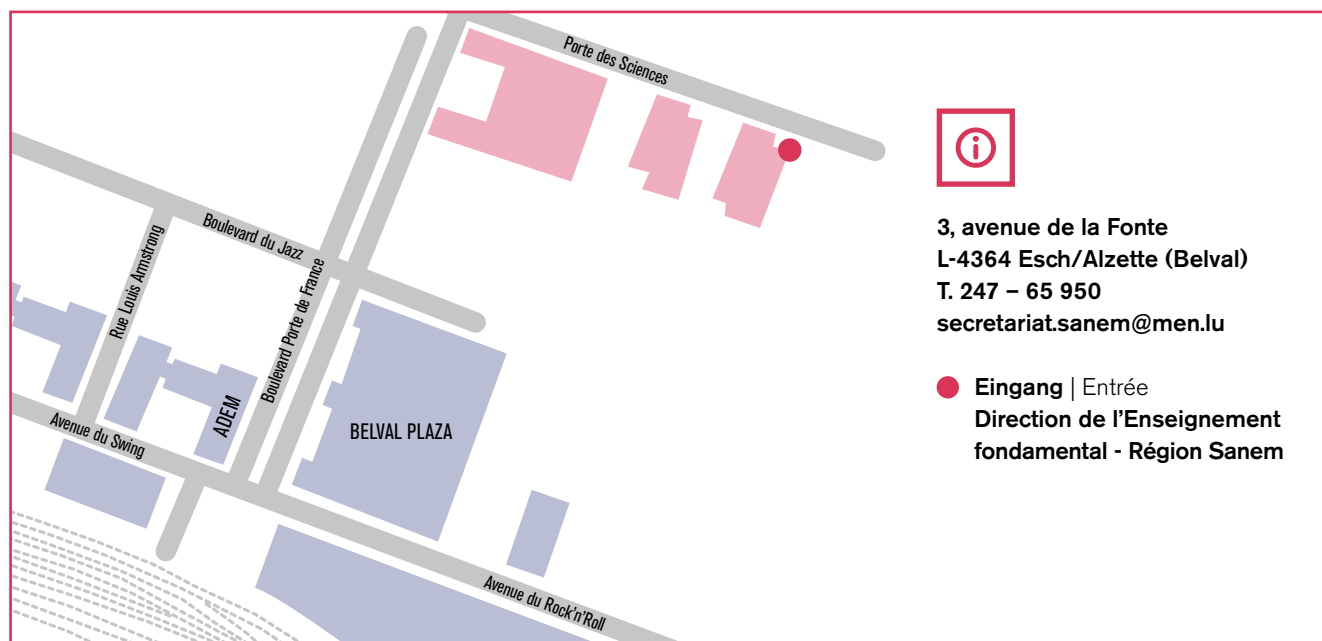 Porte des Sciences
Boulevard du Jazz
Rue Louis Armstrong
Boulevard Porte de France
ADEM
BELVAL PLAZA
Avenue du Swing
Avenue du Rock'n'Roll
3, avenue de la Fonte
L-4364 Esch/Alzette (Belval)
T. 247 – 65 950
secretariat.sanem@men.lu
Eingang | Entrée
Direction de l’Enseignement
fondamental - Région Sanem